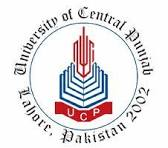 University of Central Punjab
UCP
Lahore, Pakistan 2002